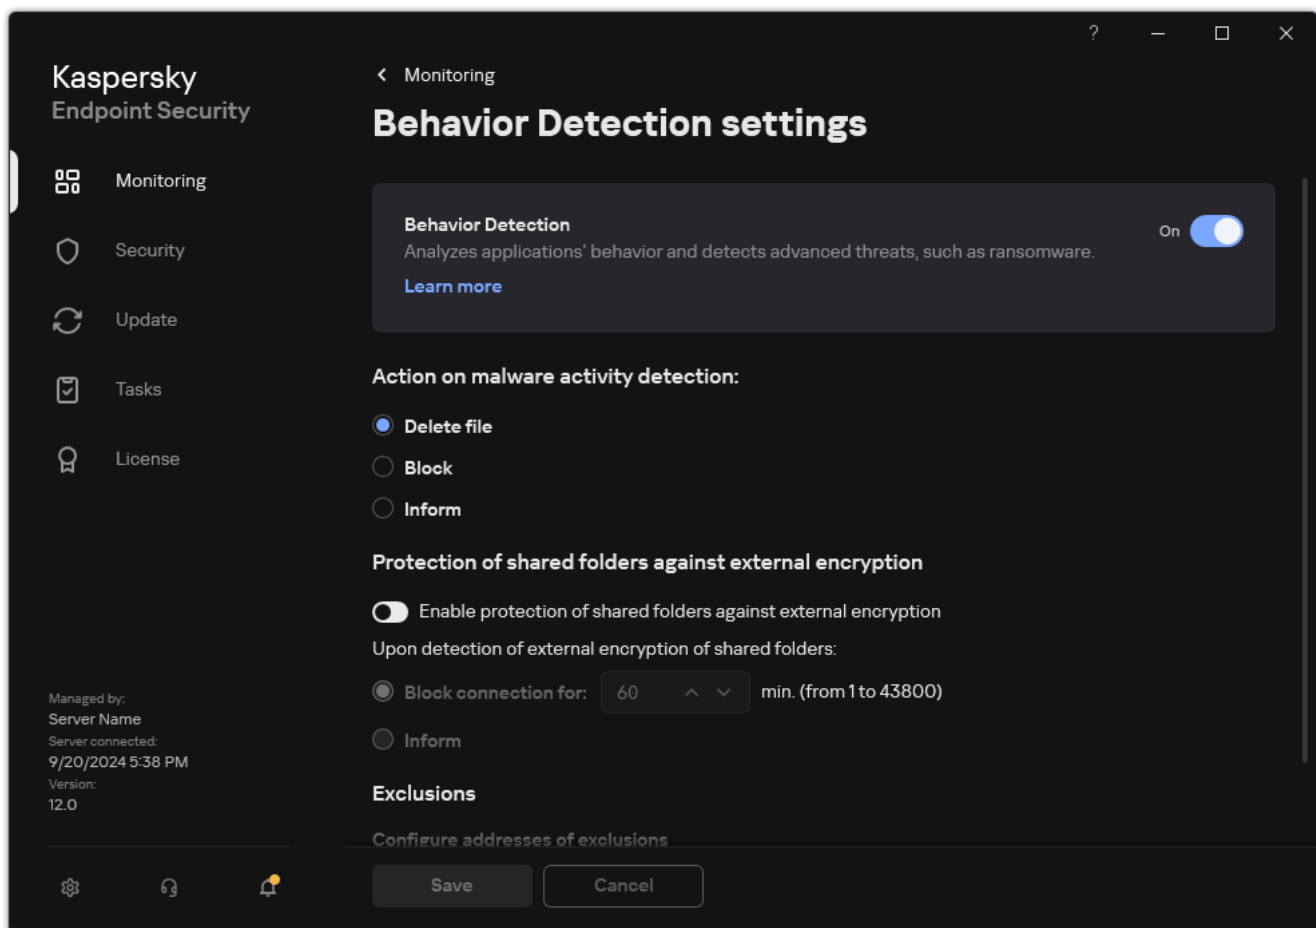 ?
Kaspersky
Endpoint Security
Monitoring
Security
Update
Tasks
License
Managed by:
Server Name
Server connected:
9/20/2024 5:38 PM
Version:
12.0
Monitoring
Behavior Detection settings
Behavior Detection
On
Analyzes applications' behavior and detects advanced threats, such as ransomware.
Learn more
Action on malware activity detection:
Delete file
Block
Inform
Protection of shared folders against external encryption
Enable protection of shared folders against external encryption
Upon detection of external encryption of shared folders:
Block connection for: 60 min. (from 1 to 43800)
Inform
Exclusions
Configure addresses of exclusions
Save Cancel